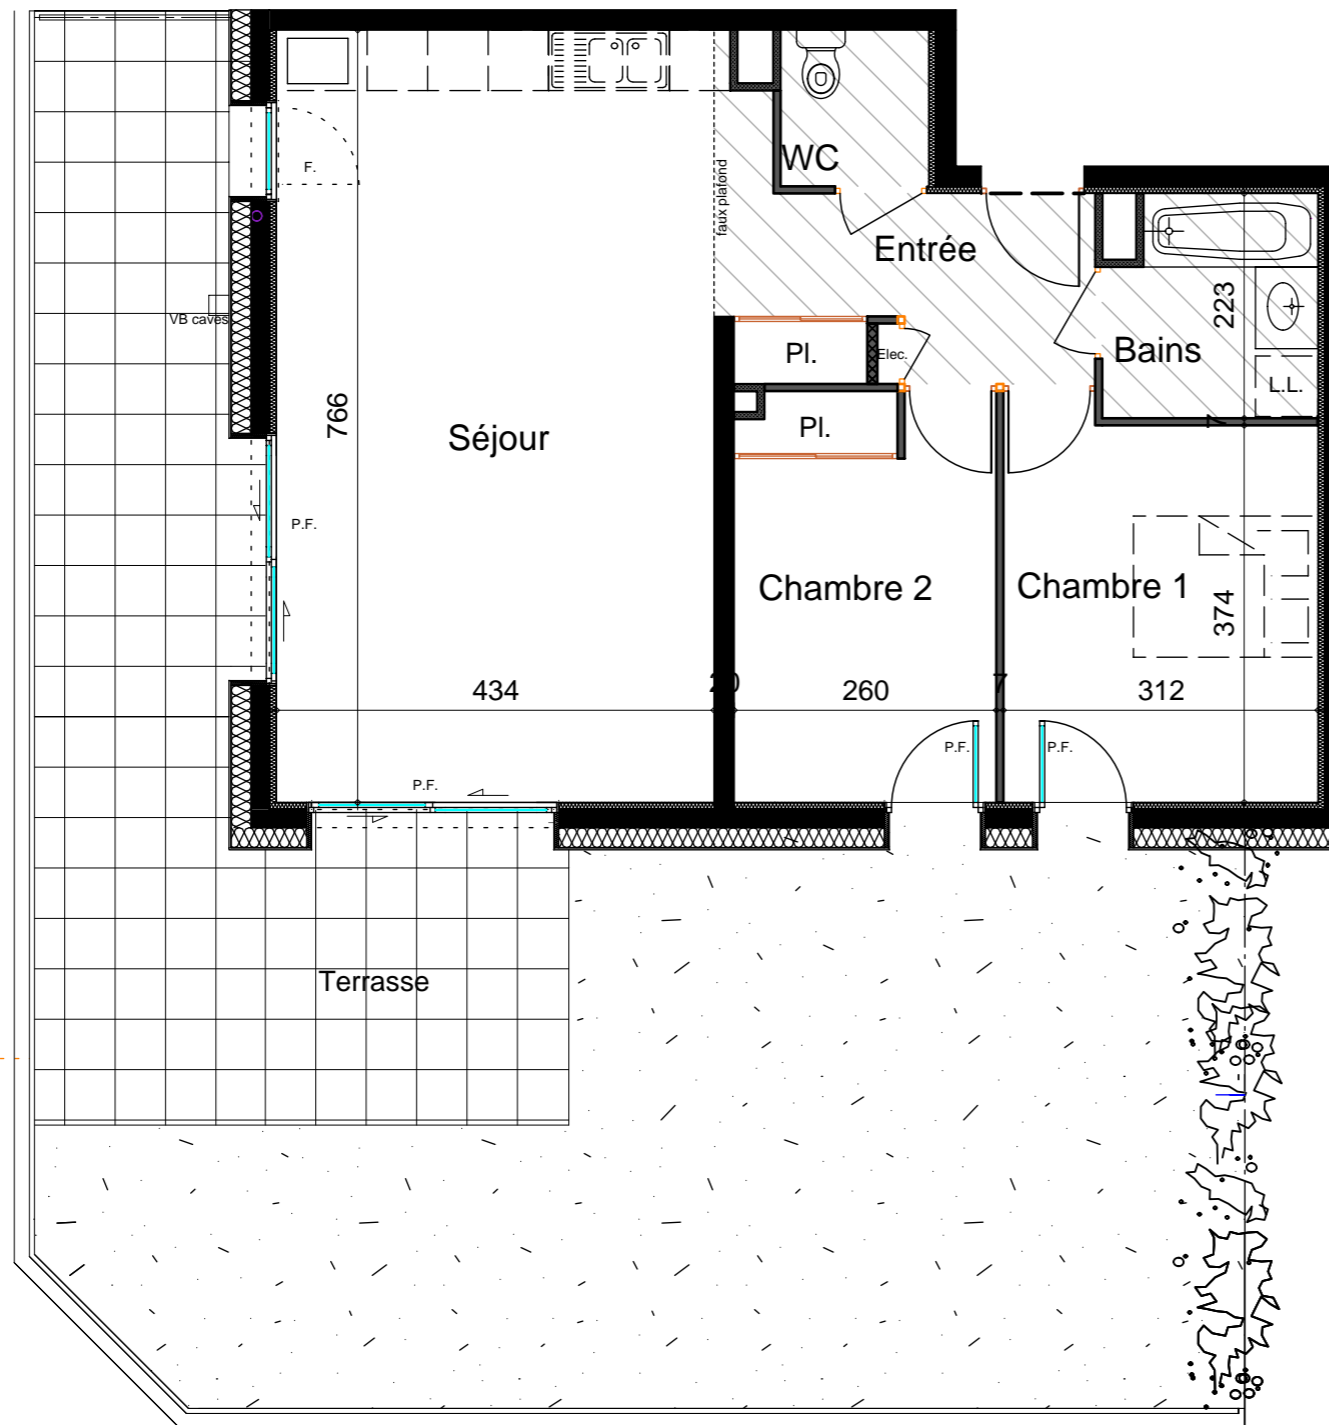 WC
F.
faux plafond
Entrée
VB caves
223
Pl.
Elec.
Bains
L.L.
766
Séjour
Pl.
7
P.F.
Chambre 2
Chambre 1
374
434
20
260
7
312
P.F.
P.F.
P.F.
Terrasse